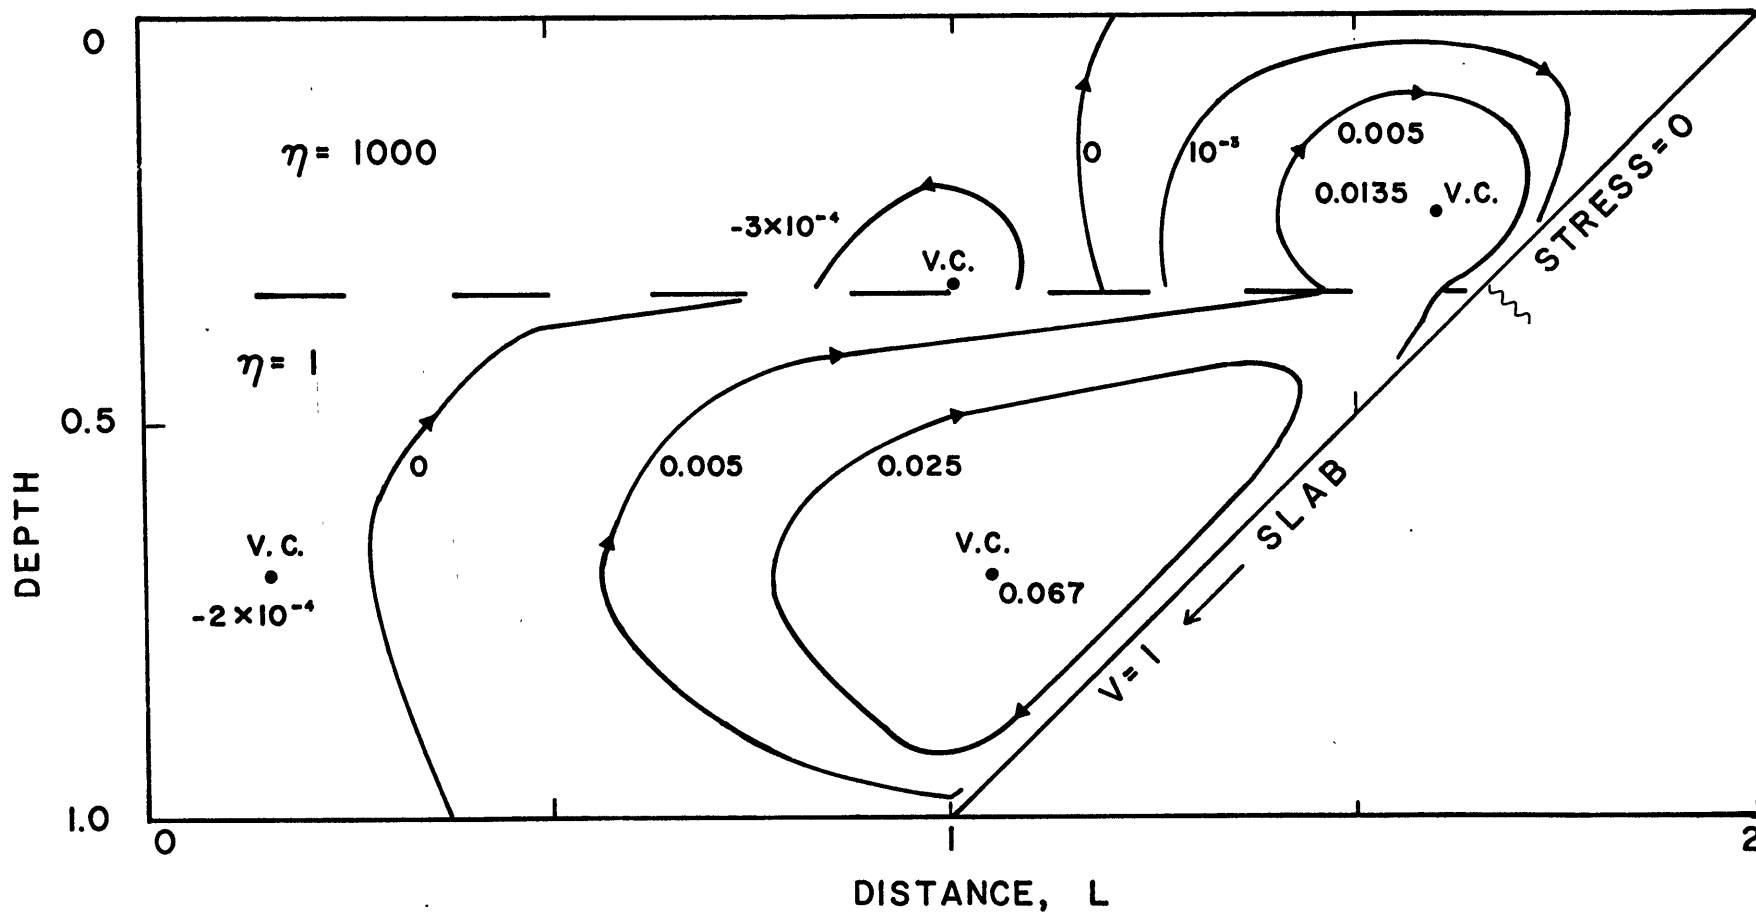 0
η= 1000
0.005
0
10⁻³
0.0135
V.C.
STRESS=0
-3×10⁻⁴
V.C.
η= 1
0.5
0
0.005
0.025
DEPTH
SLAB
V.C.
V.C.
0.067
-2×10⁻⁴
V=1
1.0
0
1
2
DISTANCE, L